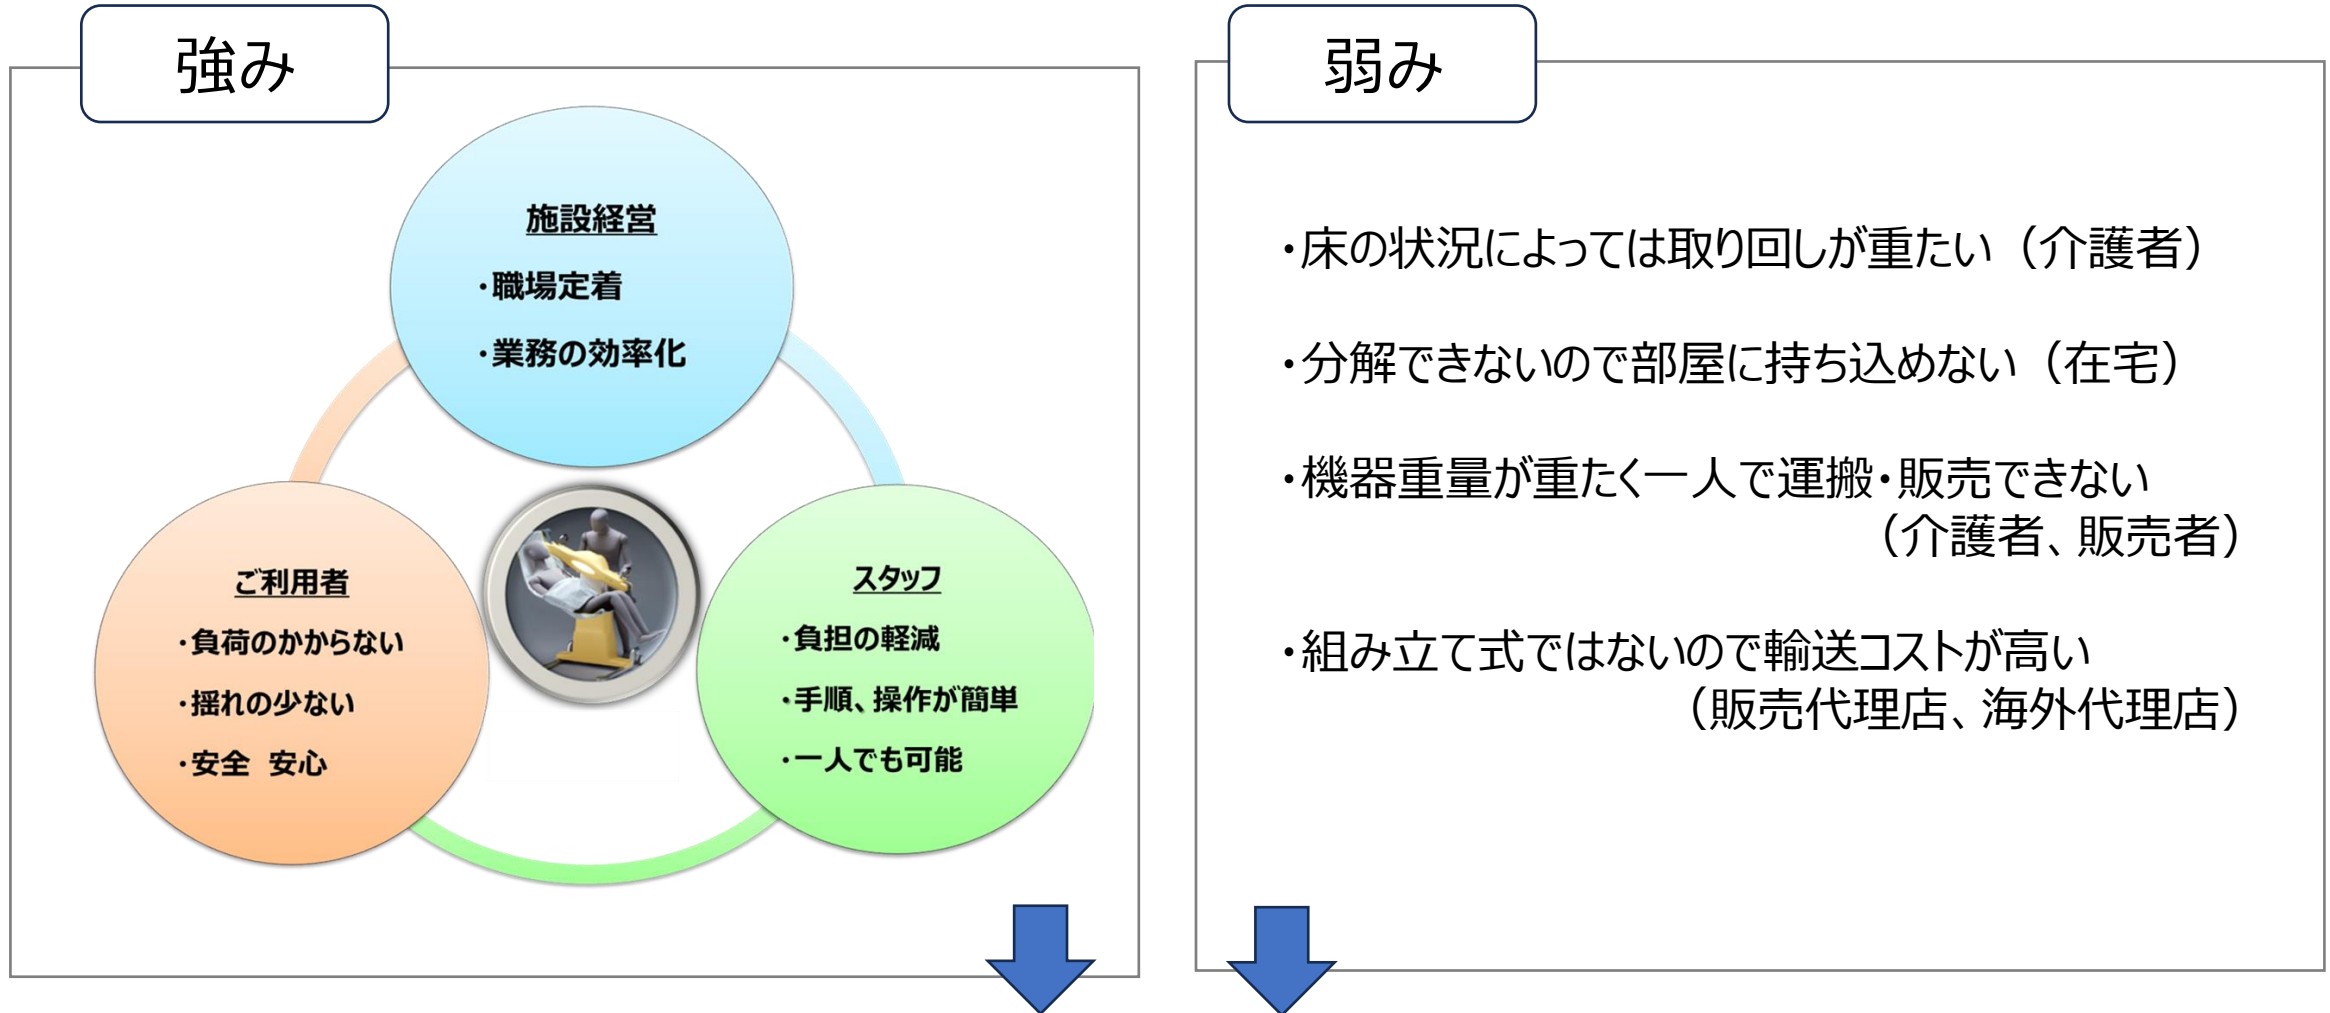 強み
施設経営
・職場定着
・業務の効率化
ご利用者
・負荷のかからない
・揺れの少ない
・安全 安心
スタッフ
・負担の軽減
・手順、操作が簡単
・一人でも可能
弱み
・床の状況によっては取り回しが重たい（介護者）
・分解できないので部屋に持ち込めない（在宅）
・機器重量が重たく一人で運搬・販売できない
（介護者、販売者）
・組み立て式ではないので輸送コストが高い
（販売代理店、海外代理店）